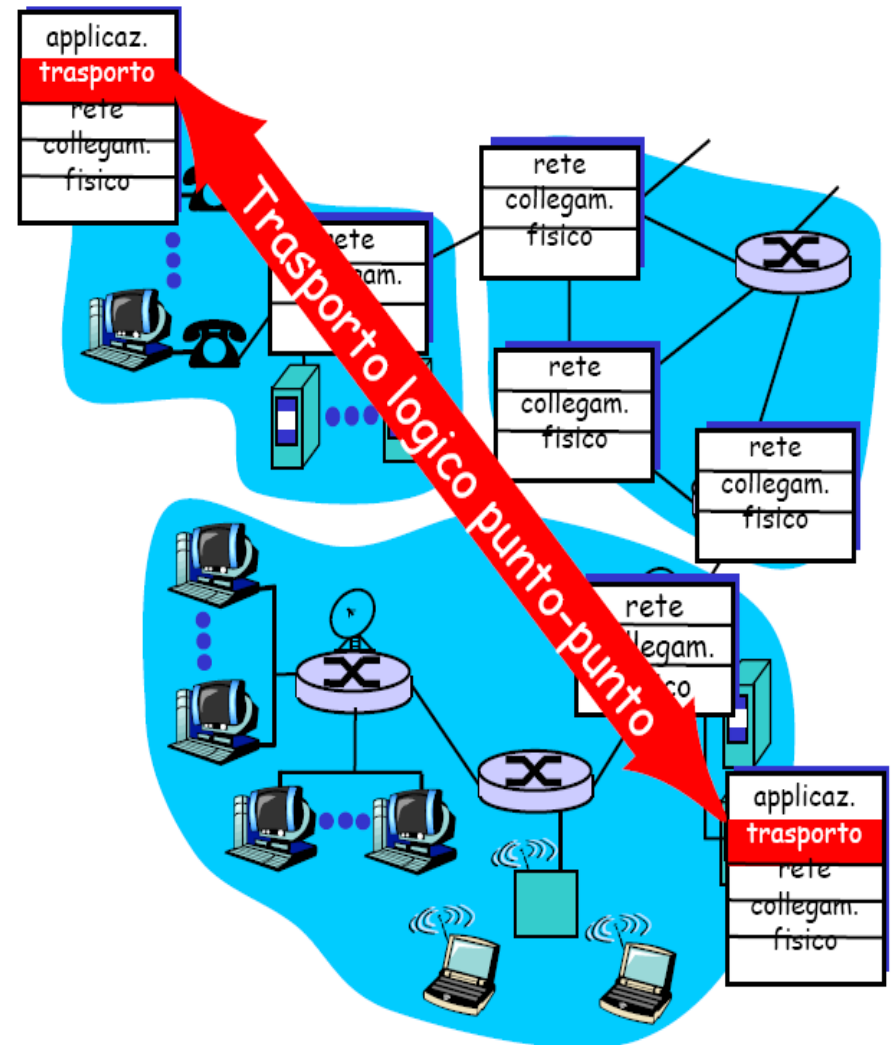 applicaz.
trasporto
rete
collegam.
fisico
Trasporto logico punto-punto
rete
rete
collegam.
fisico
rete
collegam.
fisico
rete
collegam.
fisico
rete
applicaz.
trasporto
rete
collegam.
fisico